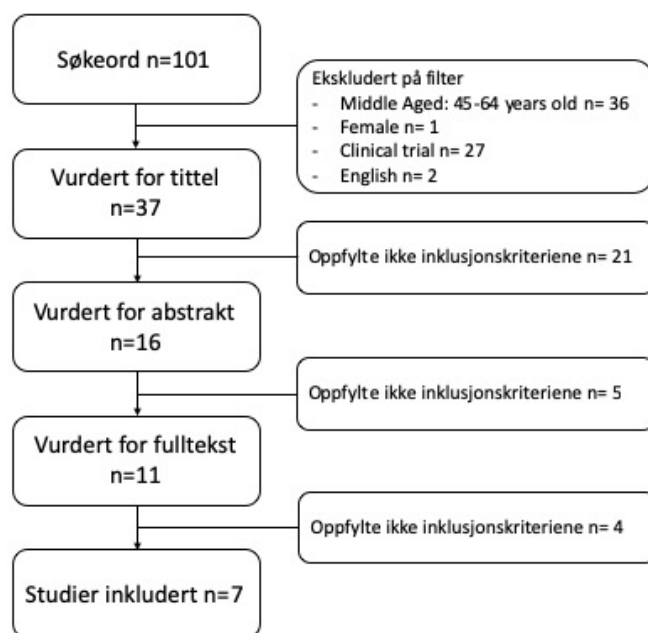 Søkeord n=101
Ekskludert på filter
- Middle Aged: 45-64 years old n= 36
- Female n= 1
- Clinical trial n= 27
- English n= 2
Vurdert for tittel
n=37
Oppfylte ikke inklusjonskriteriene n= 21
Vurdert for abstrakt
n=16
Oppfylte ikke inklusjonskriteriene n= 5
Vurdert for fulltekst
n=11
Oppfylte ikke inklusjonskriteriene n= 4
Studier inkludert n=7